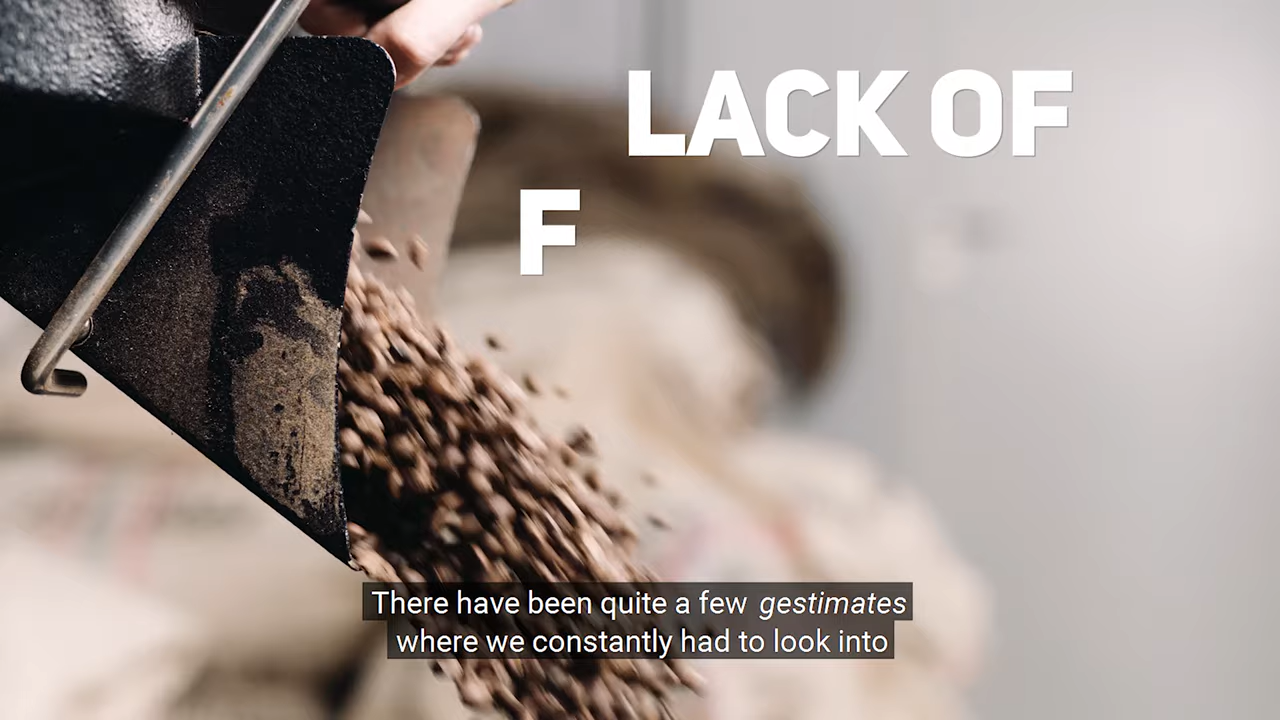 LACK OF
F
There have been quite a few gestimates
where we constantly had to look into